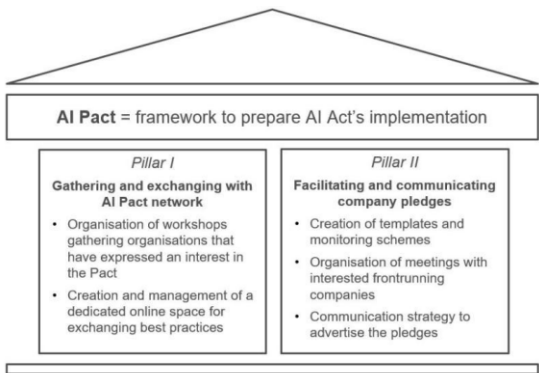 AI Pact = framework to prepare AI Act's implementation
Pillar I
Gathering and exchanging with
AI Pact network
• Organisation of workshops
gathering organisations that
have expressed an interest in
the Pact
• Creation and management of a
dedicated online space for
exchanging best practices
Pillar II
Facilitating and communicating
company pledges
• Creation of templates and
monitoring schemes
• Organisation of meetings with
interested frontrunning
companies
• Communication strategy to
advertise the pledges